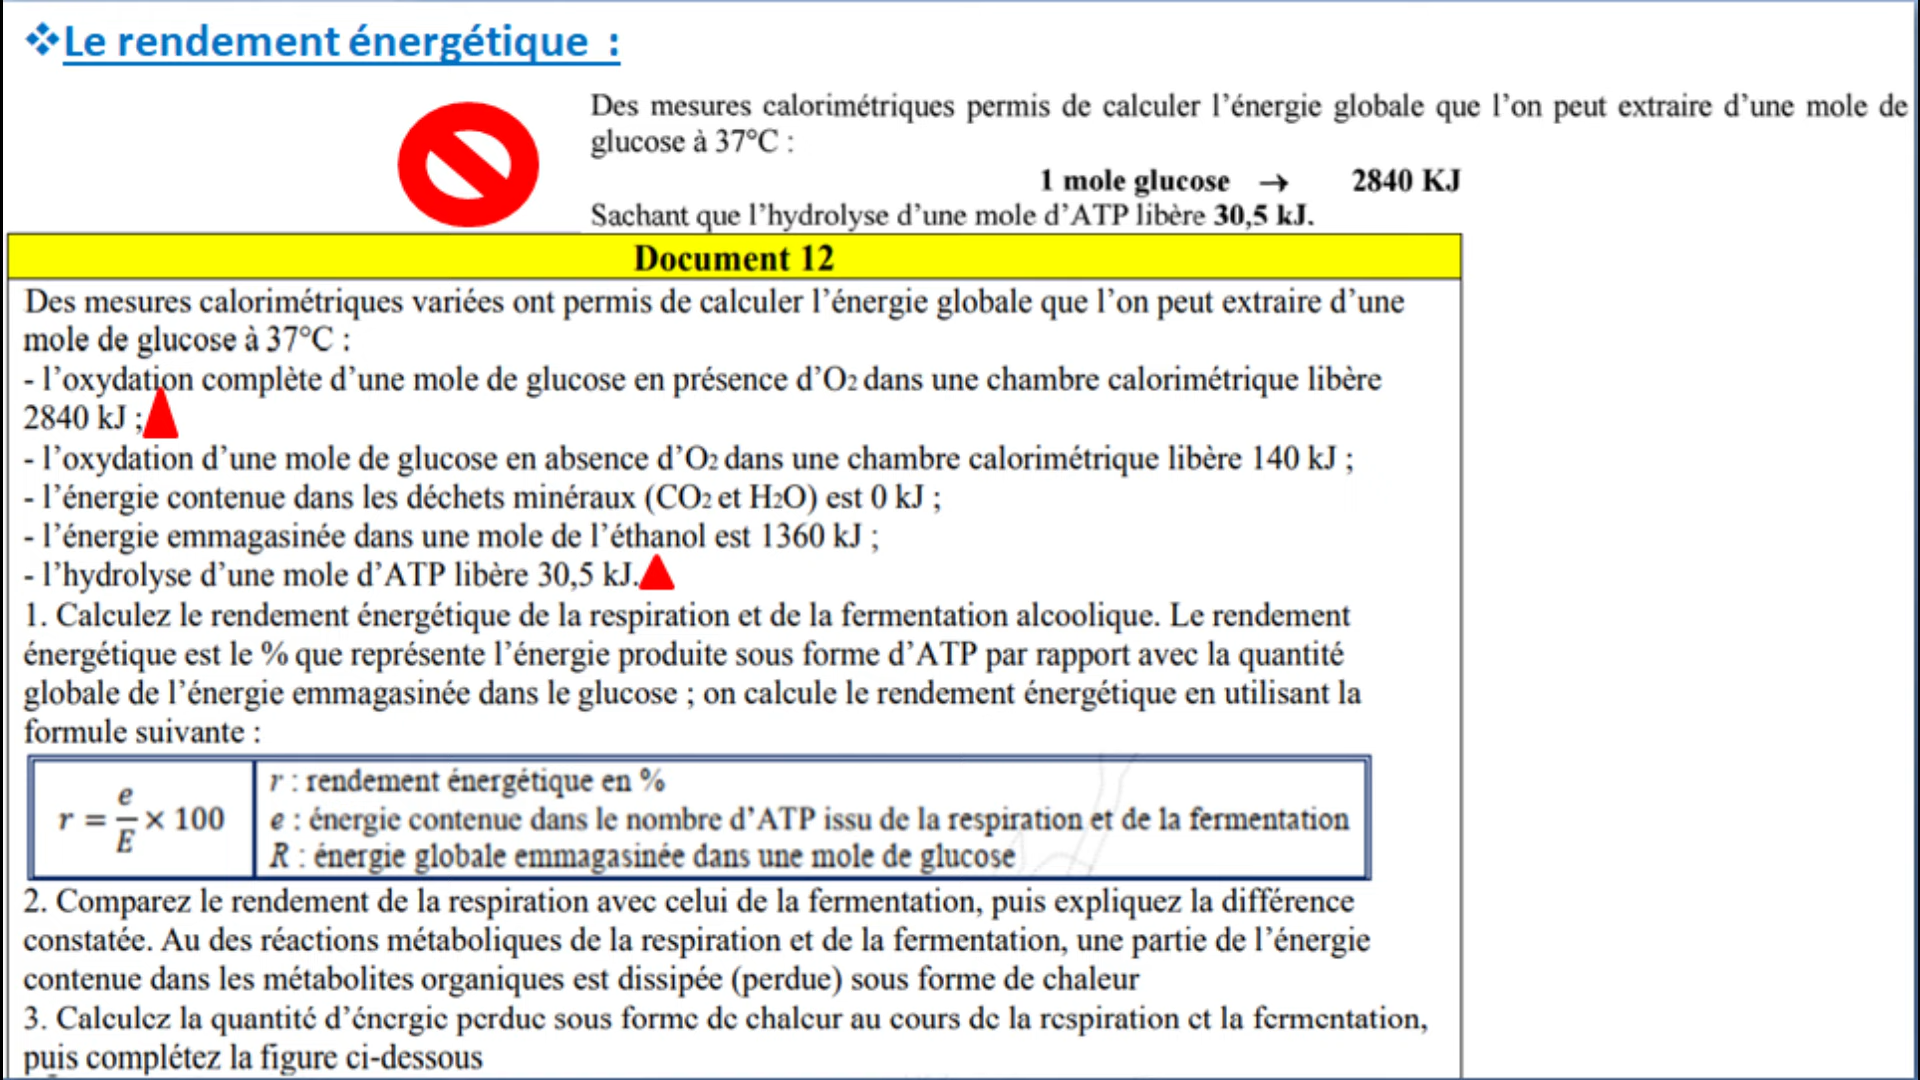 ❖Le rendement énergétique :
Des mesures calorimétriques permis de calculer l'énergie globale que l'on peut extraire d'une mole de
glucose à 37°C :
1 mole glucose → 2840 KJ
Sachant que l'hydrolyse d'une mole d'ATP libère 30,5 kJ.
Document 12
Des mesures calorimétriques variées ont permis de calculer l'énergie globale que l'on peut extraire d'une
mole de glucose à 37°C :
- l'oxydation complète d'une mole de glucose en présence d'O2 dans une chambre calorimétrique libère
2840 kJ ;
- l'oxydation d'une mole de glucose en absence d'O2 dans une chambre calorimétrique libère 140 kJ ;
- l'énergie contenue dans les déchets minéraux (CO2 et H2O) est 0 kJ ;
- l'énergie emmagasinée dans une mole de l'éthanol est 1360 kJ ;
- l'hydrolyse d'une mole d'ATP libère 30,5 kJ.
1. Calculez le rendement énergétique de la respiration et de la fermentation alcoolique. Le rendement
énergétique est le % que représente l'énergie produite sous forme d'ATP par rapport avec la quantité
globale de l'énergie emmagasinée dans le glucose ; on calcule le rendement énergétique en utilisant la
formule suivante :
r = e/E × 100
r : rendement énergétique en %
e : énergie contenue dans le nombre d'ATP issu de la respiration et de la fermentation
R : énergie globale emmagasinée dans une mole de glucose
2. Comparez le rendement de la respiration avec celui de la fermentation, puis expliquez la différence
constatée. Au des réactions métaboliques de la respiration et de la fermentation, une partie de l'énergie
contenue dans les métabolites organiques est dissipée (perdue) sous forme de chaleur
3. Calculez la quantité d'énergie perdue sous forme de chaleur au cours de la respiration et la fermentation,
puis complétez la figure ci-dessous